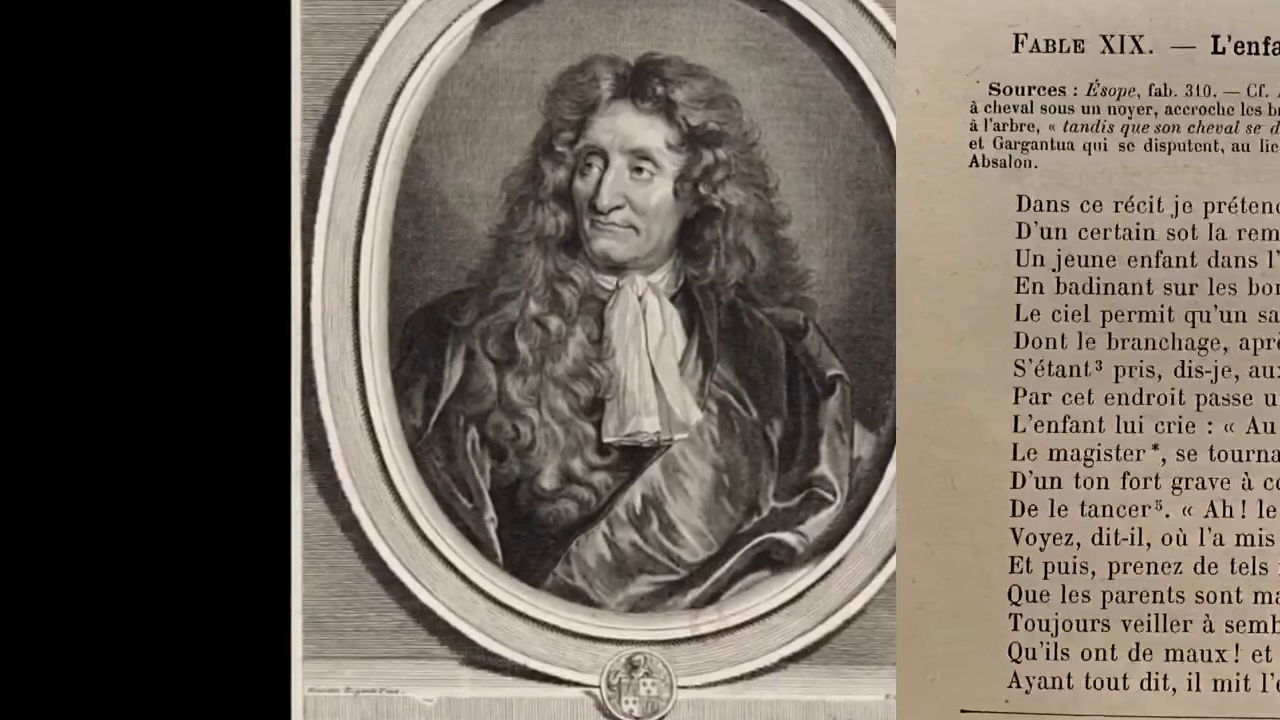 FABLE XIX. — L'enfa
Sources : Ésope, fab. 310. — Cf.
à cheval sous un noyer, accroche les b
à l'arbre, « tandis que son cheval se d
et Gargantua qui se disputent, au lie
Absalon.
Dans ce récit je prétend
D'un certain sot la rem
Un jeune enfant dans l'
En badinant sur les bor
Le ciel permit qu'un sa
Dont le branchage, apr
S'étant³ pris, dis-je, au
Par cet endroit passe u
L'enfant lui crie : « Au
Le magister*, se tourna
D'un ton fort grave à co
De le tancer⁵. « Ah! le
Voyez, dit-il, où l'a mis
Et puis, prenez de tels
Que les parents sont ma
Toujours veiller à semb
Qu'ils ont de maux! et
Ayant tout dit, il mit l'e